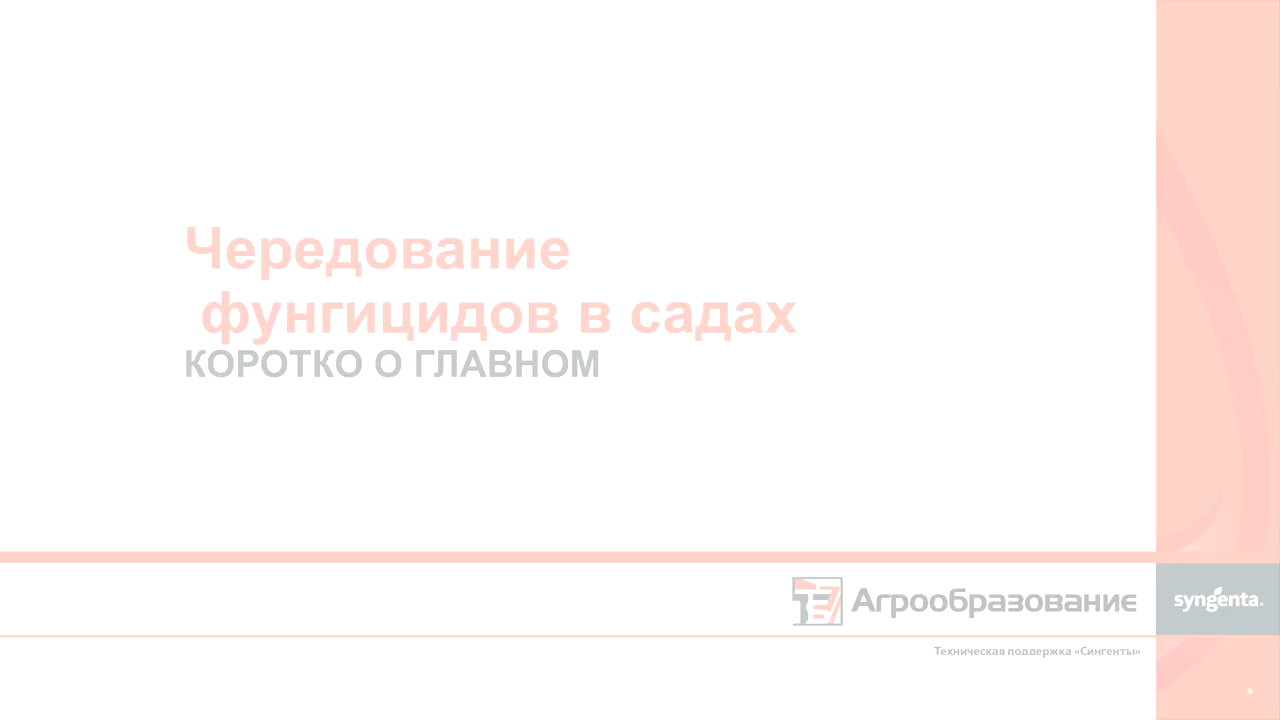 Чередование
фунгицидов в садах
КОРОТКО О ГЛАВНОМ
Агрообразование
syngenta.
Техническая поддержка «Сингенты»